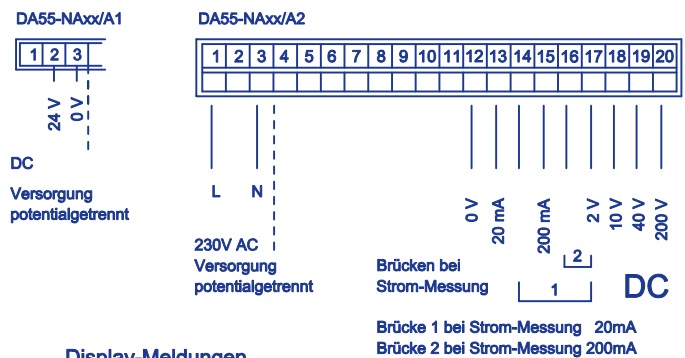 DA55-NAxx/A1
1 2 3
24 V
0 V
DC
Versorgung
potentialgetrennt
DA55-NAxx/A2
1 2 3 4 5 6 7 8 9 10 11 12 13 14 15 16 17 18 19 20
L N
230V AC
Versorgung
potentialgetrennt
0 V
20 mA
200 mA
2 V
10 V
40 V
200 V
2
Brücken bei
Strom-Messung
1
DC
Brücke 1 bei Strom-Messung 20mA
Brücke 2 bei Strom-Messung 200mA
Display-Meldungen